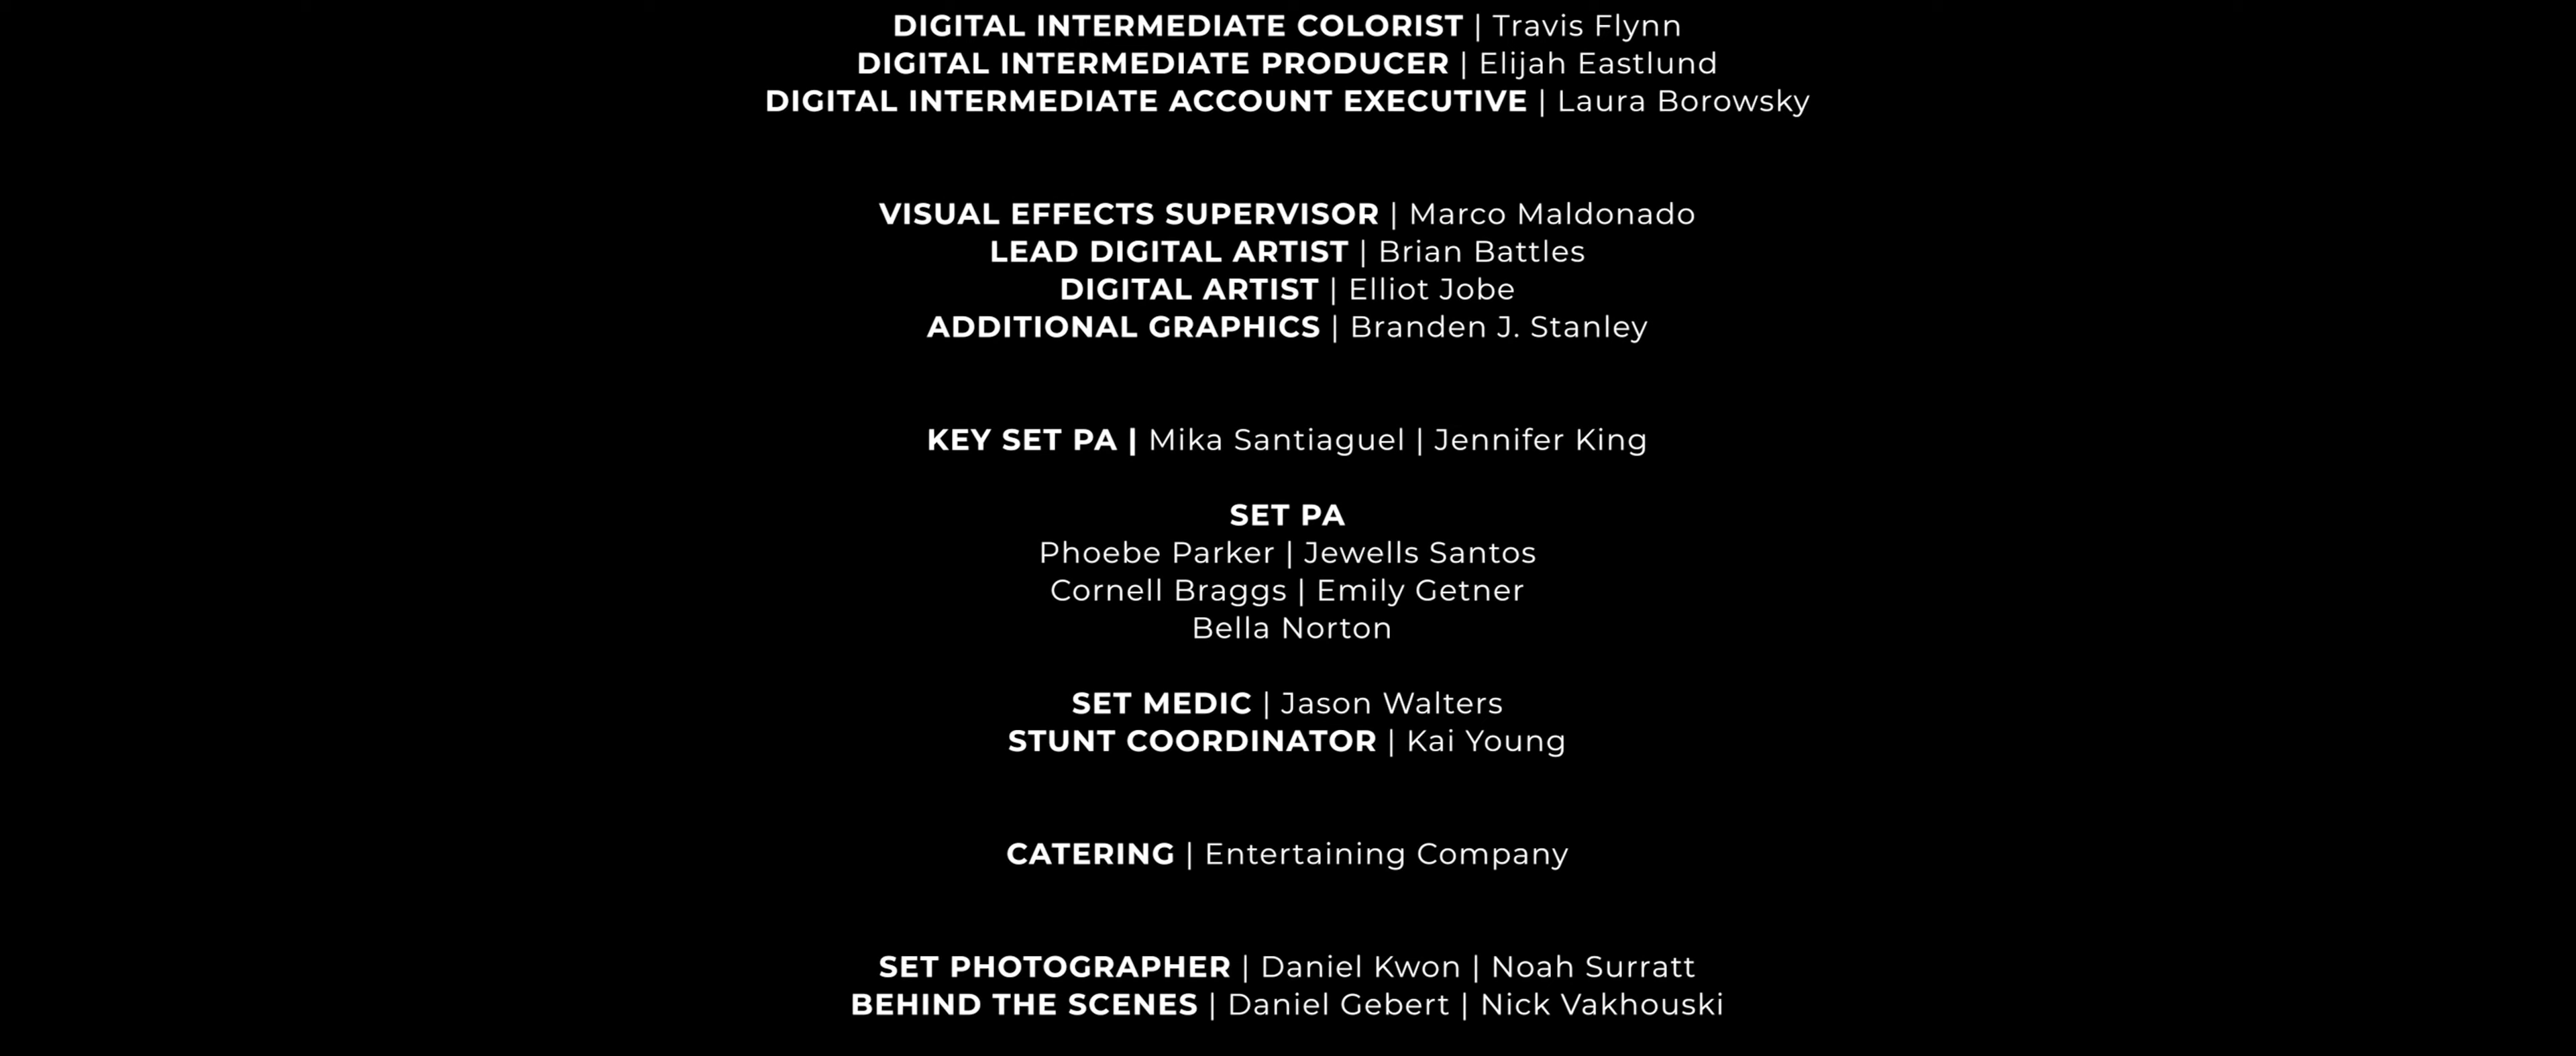 DIGITAL INTERMEDIATE COLORIST | Travis Flynn
DIGITAL INTERMEDIATE PRODUCER | Elijah Eastlund
DIGITAL INTERMEDIATE ACCOUNT EXECUTIVE | Laura Borowsky
VISUAL EFFECTS SUPERVISOR | Marco Maldonado
LEAD DIGITAL ARTIST | Brian Battles
DIGITAL ARTIST | Elliot Jobe
ADDITIONAL GRAPHICS | Branden J. Stanley
KEY SET PA | Mika Santiaguel | Jennifer King
SET PA
Phoebe Parker | Jewells Santos
Cornell Braggs | Emily Getner
Bella Norton
SET MEDIC | Jason Walters
STUNT COORDINATOR | Kai Young
CATERING | Entertaining Company
SET PHOTOGRAPHER | Daniel Kwon | Noah Surratt
BEHIND THE SCENES | Daniel Gebert | Nick Vakhouski